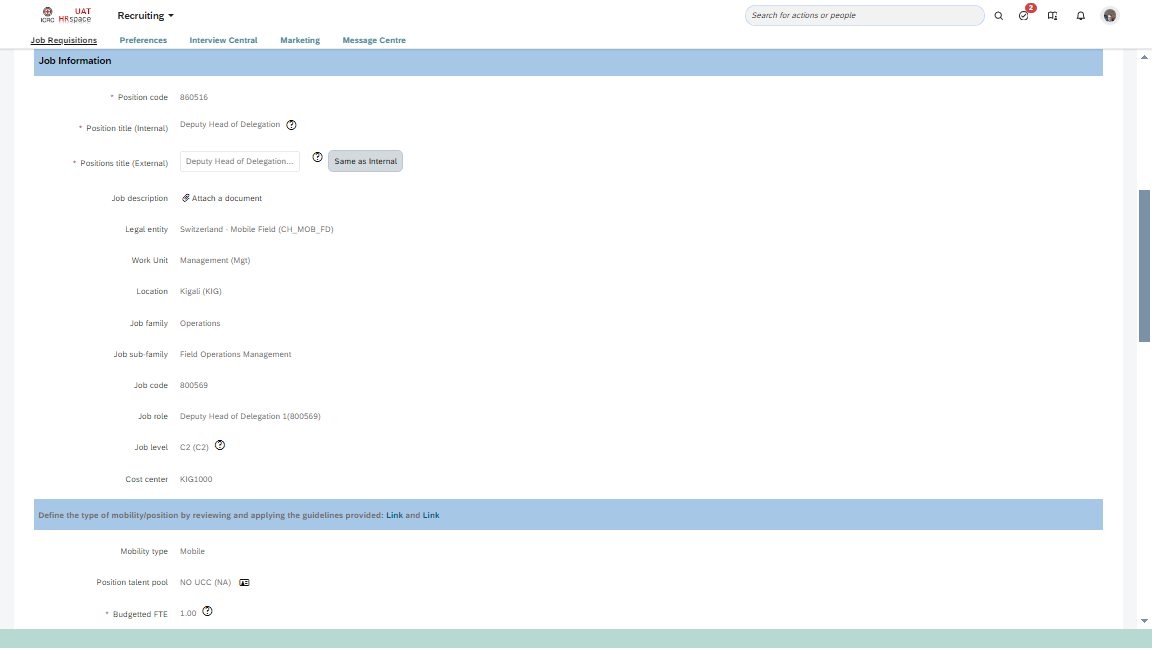 ICRC UAT HRspace Recruiting Search for actions or people 2
Job Requisitions Preferences Interview Central Marketing Message Centre
Job Information
* Position code 860516
* Position title (Internal) Deputy Head of Delegation
* Positions title (External) Deputy Head of Delegation... Same as Internal
Job description Attach a document
Legal entity Switzerland - Mobile Field (CH_MOB_FD)
Work Unit Management (Mgt)
Location Kigali (KIG)
Job family Operations
Job sub-family Field Operations Management
Job code 800569
Job role Deputy Head of Delegation 1(800569)
Job level C2 (C2)
Cost center KIG1000
Define the type of mobility/position by reviewing and applying the guidelines provided: Link and Link
Mobility type Mobile
Position talent pool NO UCC (NA)
* Budgetted FTE 1.00